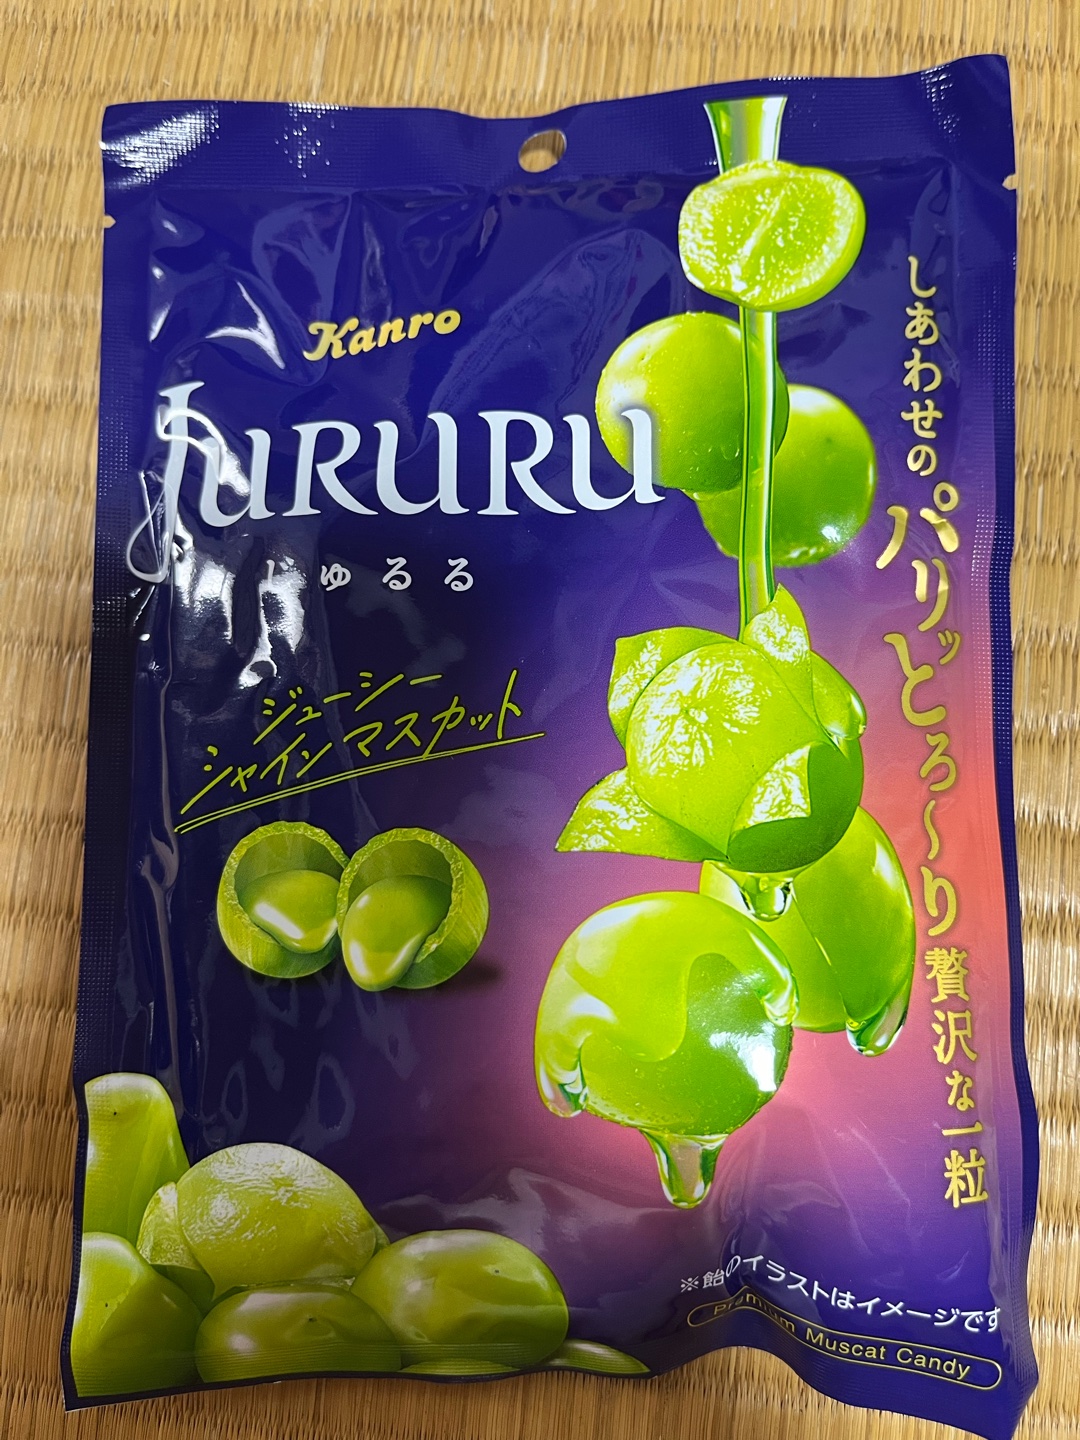 Kanro
JURURU
じゅるる
ジューシー
シャインマスカット
しあわせのパリッとろ〜り贅沢な一粒
※飴のイラストはイメージです
Premium Muscat Candy